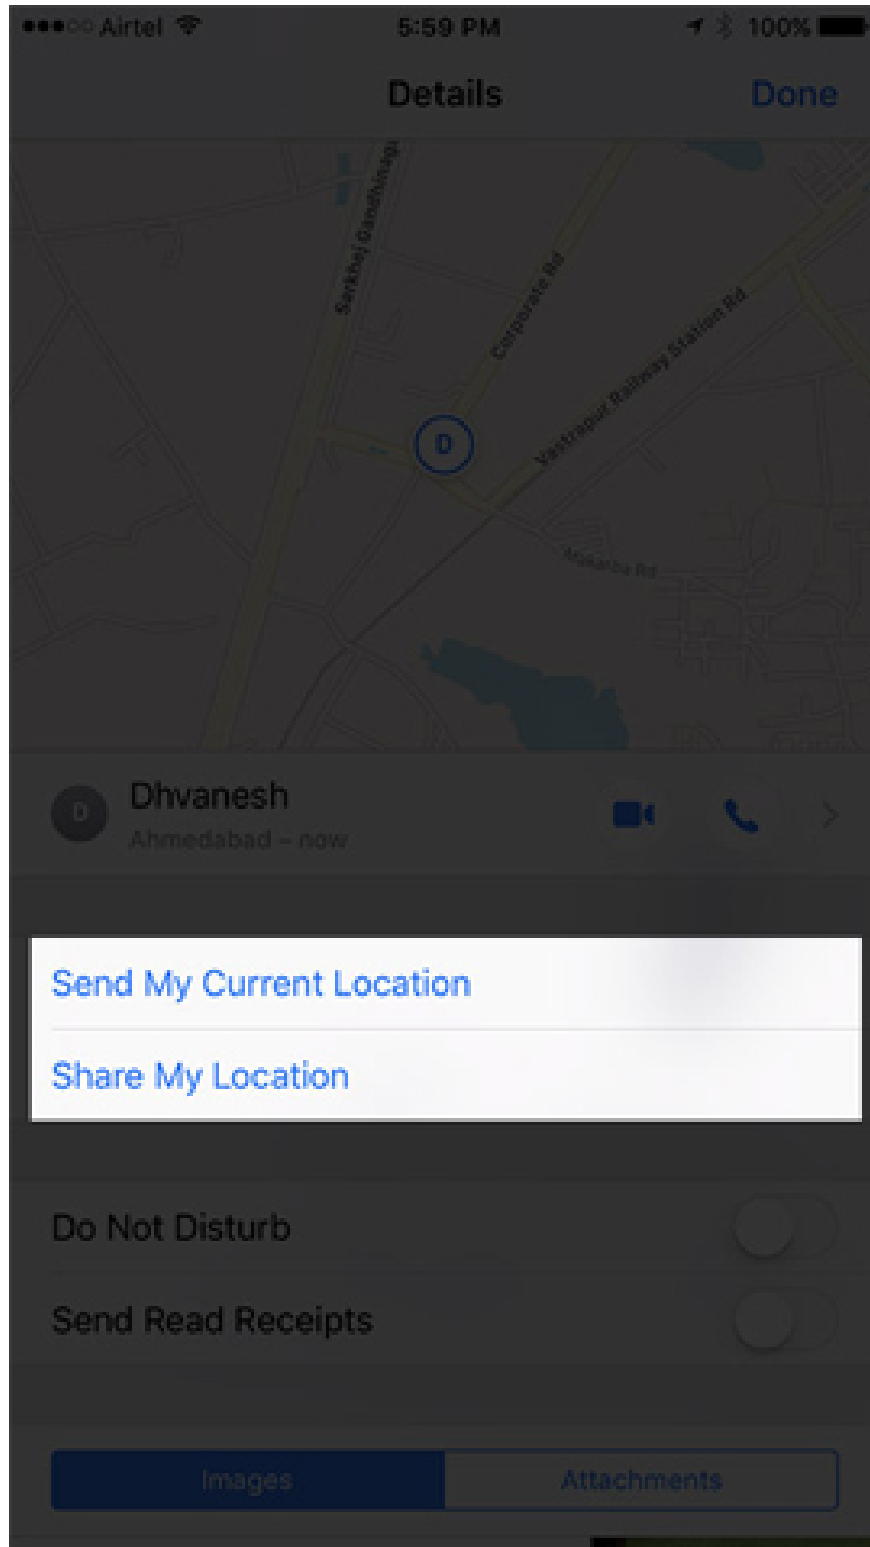 Airtel 5:59 PM 100%
Details Done
Sarkhej Gandhinaga
Corporate Rd
Vastrapur Railway Station Rd
D
Makarba Rd
D Dhvanesh
Ahmedabad – now
Send My Current Location
Share My Location
Do Not Disturb
Send Read Receipts
Images Attachments